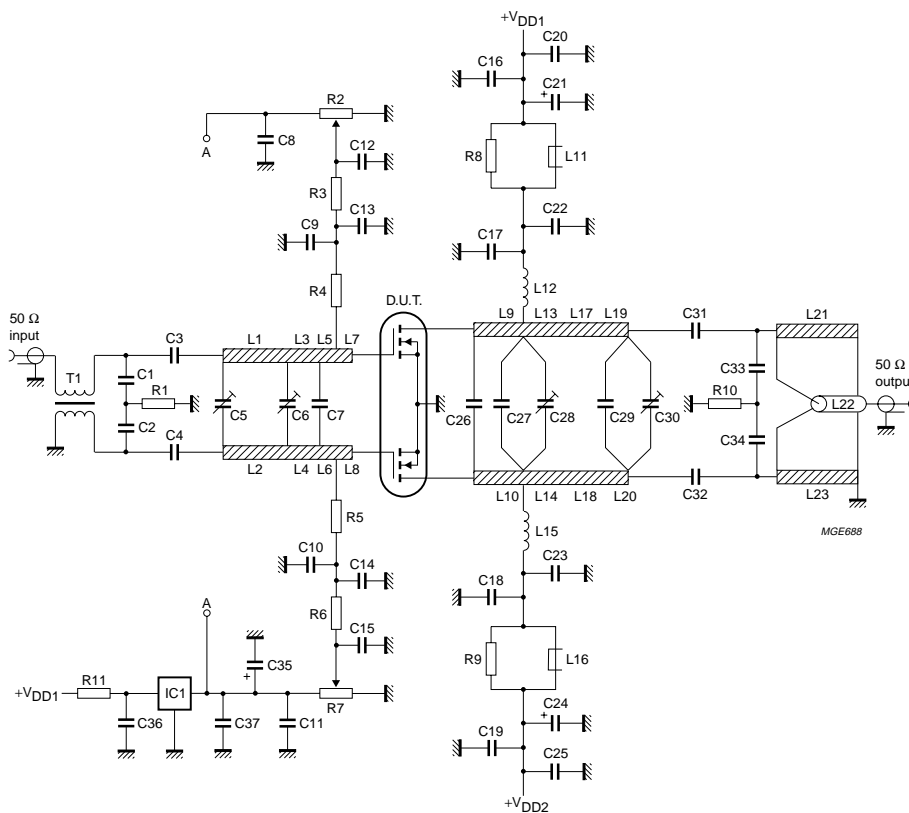 +VDD1
C20
C16
C21
+
R2
A
C8
C12
R8
L11
R3
C13
C9
C22
C17
R4
L12
D.U.T.
50 Ω
input
C3
L1
L3
L5
L7
L9
L13
L17
L19
C31
L21
50 Ω
output
T1
C1
R1
C2
C5
C6
C7
C26
C27
C28
C29
C30
R10
C33
C34
L22
C4
L2
L4
L6
L8
L10
L14
L18
L20
C32
L23
MGE688
R5
L15
C10
C14
C23
C18
R6
C15
A
C35
+
R9
L16
+VDD1
R11
IC1
R7
C36
C37
C11
+
C24
C19
C25
+VDD2